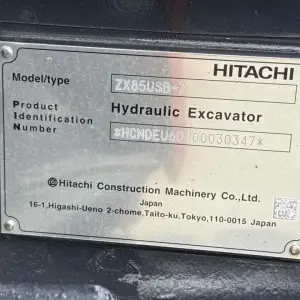 HITACHI
Model/type ZX85USB-7
Product Identification Number
Hydraulic Excavator
*HCMDEU60J00030347*
Hitachi Construction Machinery Co.,Ltd.
Japan
16-1,Higashi-Ueno 2-chome,Taito-ku,Tokyo,110-0015 Japan